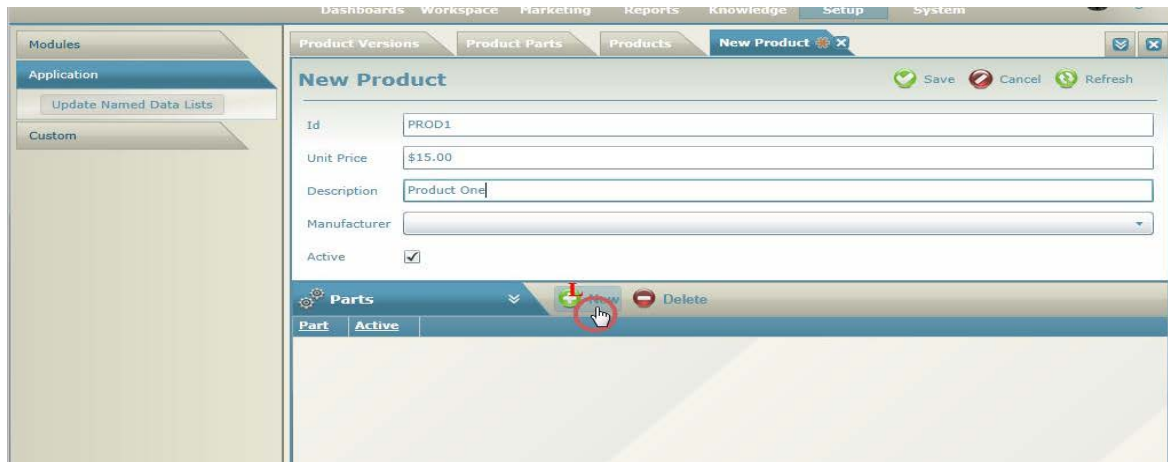 Dashboards Workspace Marketing Reports Knowledge Setup System
Modules
Product Versions Product Parts Products New Product
Application
New Product Save Cancel Refresh
Update Named Data Lists
Id PROD1
Custom
Unit Price $15.00
Description Product One
Manufacturer
Active
Parts New Delete
Part Active